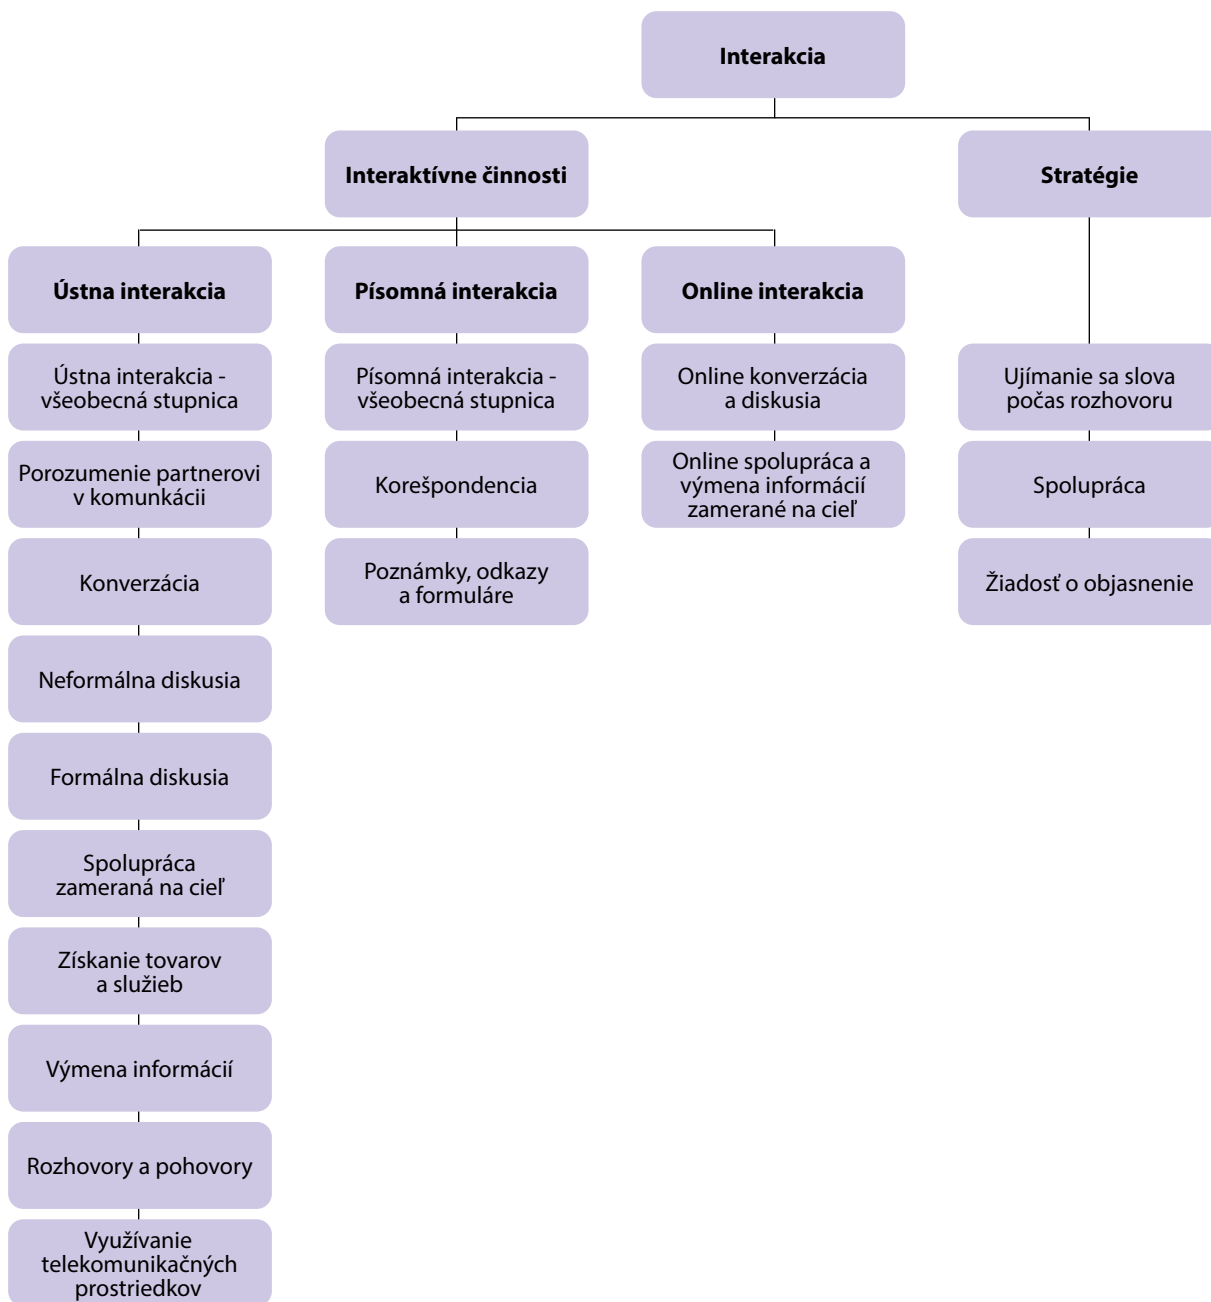 Interakcia
Interaktívne činnosti
Stratégie
Ústna interakcia
Písomná interakcia
Online interakcia
Ústna interakcia -
všeobecná stupnica
Porozumenie partnerovi
v komunkácii
Konverzácia
Neformálna diskusia
Formálna diskusia
Spolupráca
zameraná na cieľ
Získanie tovarov
a služieb
Výmena informácií
Rozhovory a pohovory
Využívanie
telekomunikačných
prostriedkov
Písomná interakcia -
všeobecná stupnica
Korešpondencia
Poznámky, odkazy
a formuláre
Online konverzácia
a diskusia
Online spolupráca a
výmena informácií
zamerané na cieľ
Ujímanie sa slova
počas rozhovoru
Spolupráca
Žiadosť o objasnenie